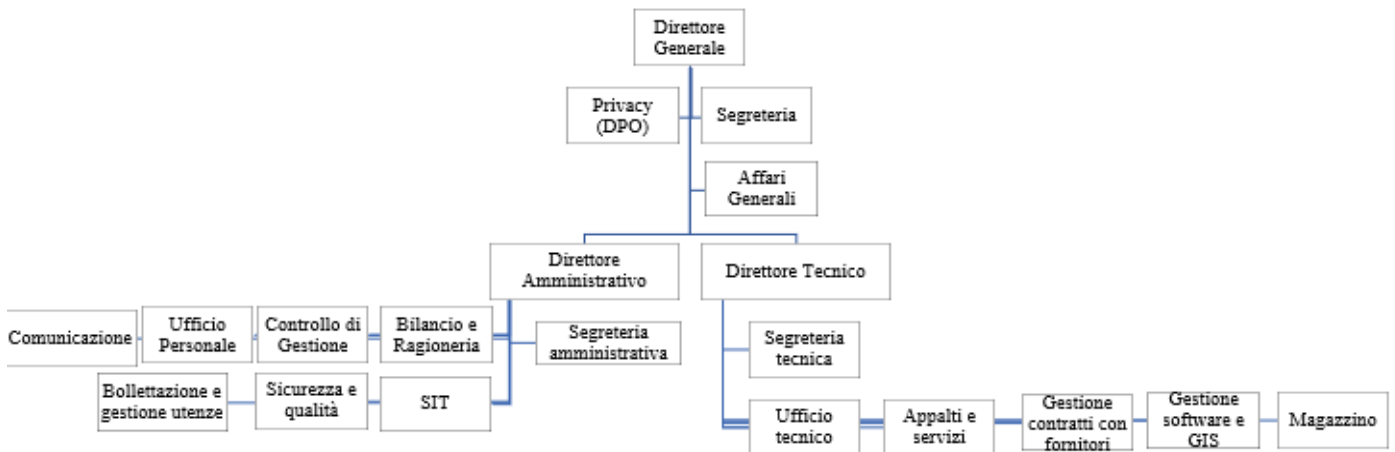 Direttore
Generale
Privacy
(DPO)
Segreteria
Affari
Generali
Direttore
Amministrativo
Direttore Tecnico
Comunicazione
Ufficio
Personale
Controllo di
Gestione
Bilancio e
Ragioneria
Segreteria
amministrativa
Segreteria
tecnica
Bollettazione e
gestione utenze
Sicurezza e
qualità
SIT
Ufficio
tecnico
Appalti e
servizi
Gestione
contratti con
fornitori
Gestione
software e
GIS
Magazzino